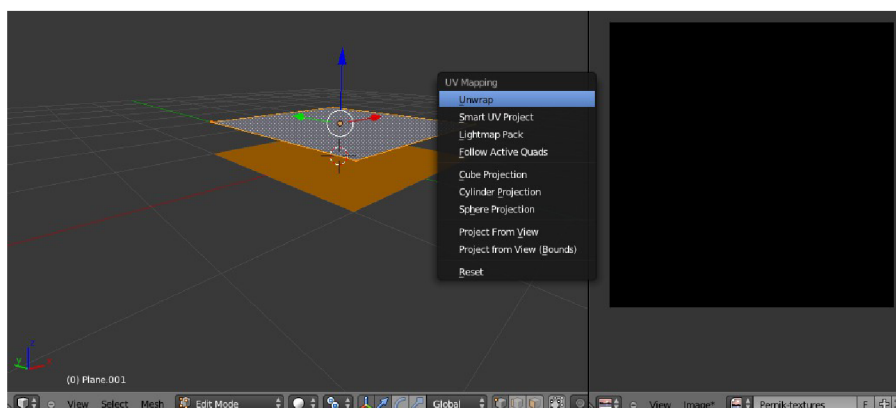 UV Mapping
Unwrap
Smart UV Project
Lightmap Pack
Follow Active Quads
Cube Projection
Cylinder Projection
Sphere Projection
Project From View
Project from View (Bounds)
Reset
z
y
x
(0) Plane.001
View Select Mesh Edit Mode Global View Image* Pernik-textures F